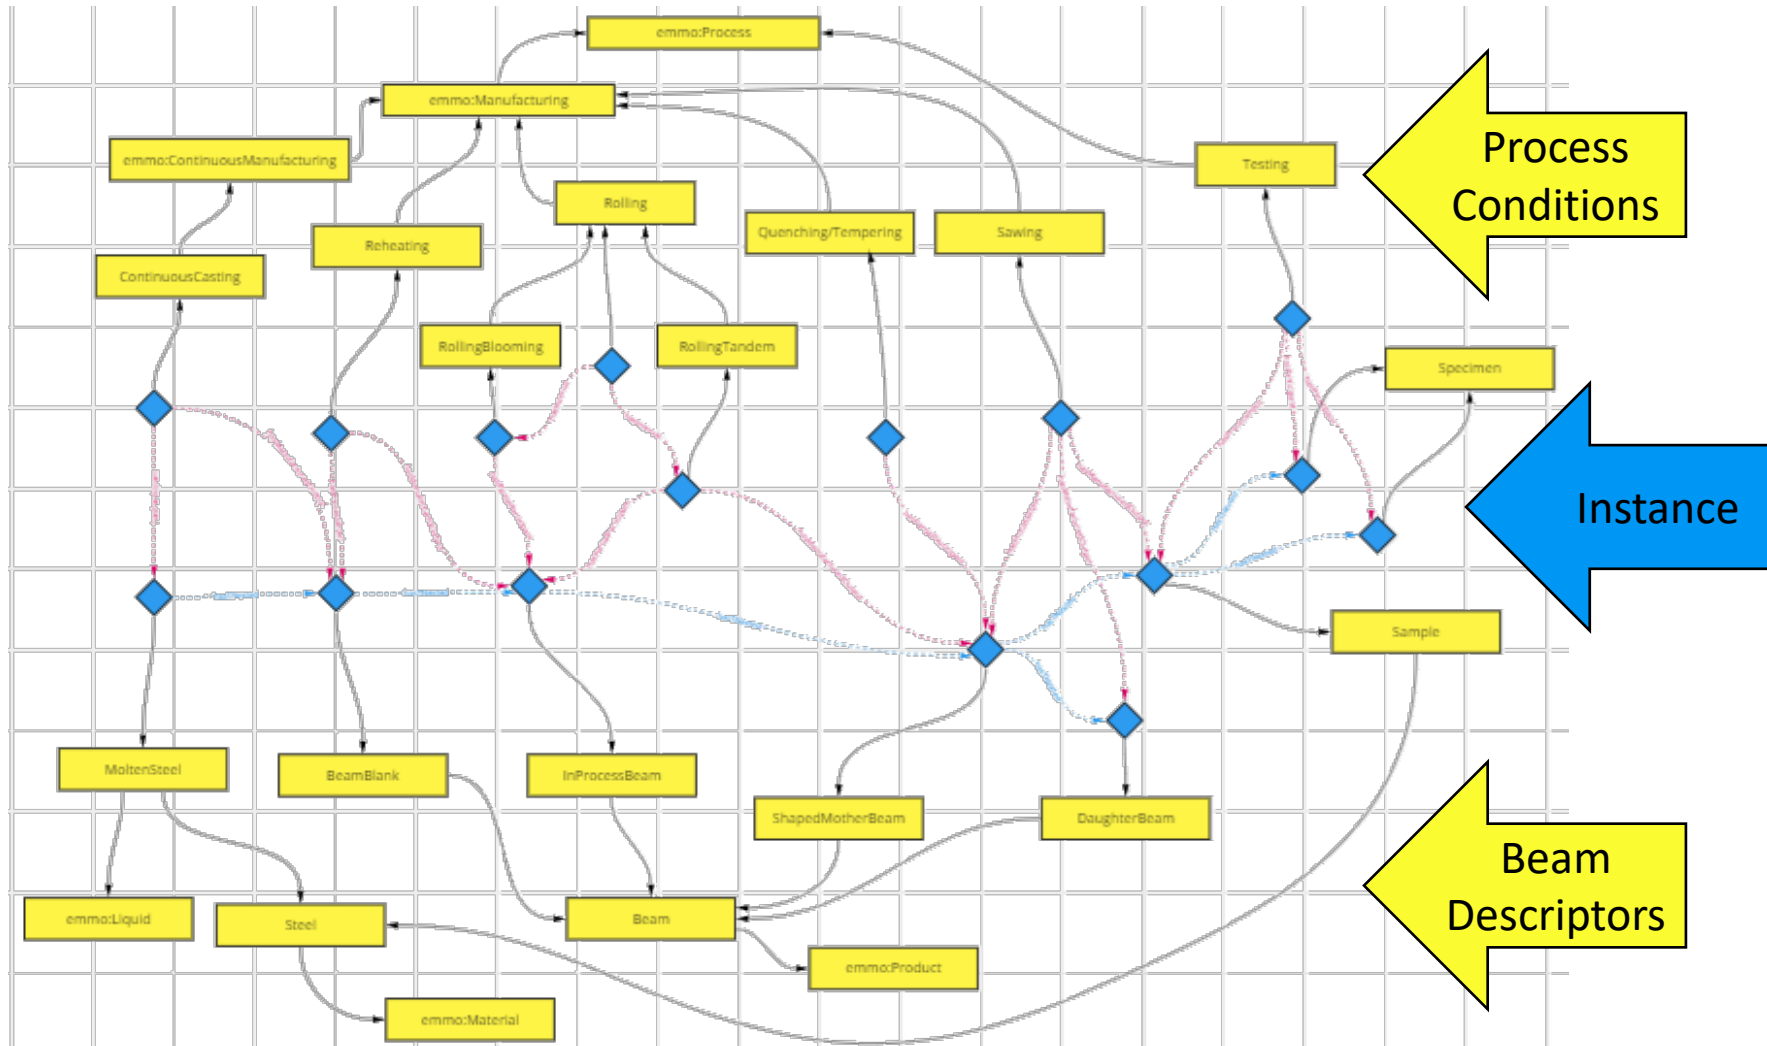 emmo:Process
emmo:Manufacturing
emmo:ContinuousManufacturing
Testing
Process
Conditions
Rolling
Quenching/Tempering
Sawing
Reheating
ContinuousCasting
RollingBlooming
RollingTandem
Specimen
Instance
Sample
MoltenSteel
BeamBlank
InProcessBeam
ShapedMotherBeam
DaughterBeam
Beam
Descriptors
emmo:Liquid
Steel
Beam
emmo:Product
emmo:Material